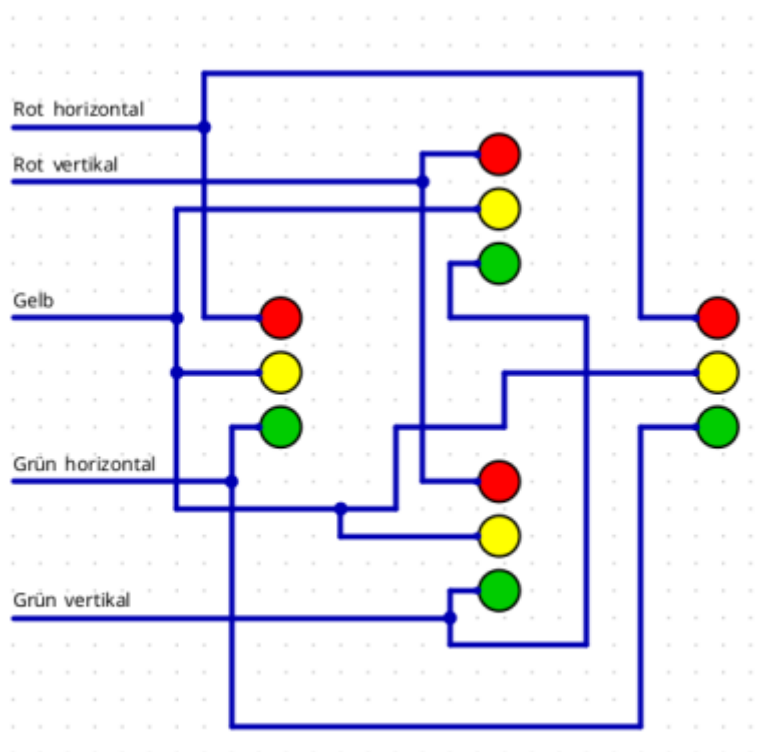 Rot horizontal
Rot vertikal
Gelb
Grün horizontal
Grün vertikal